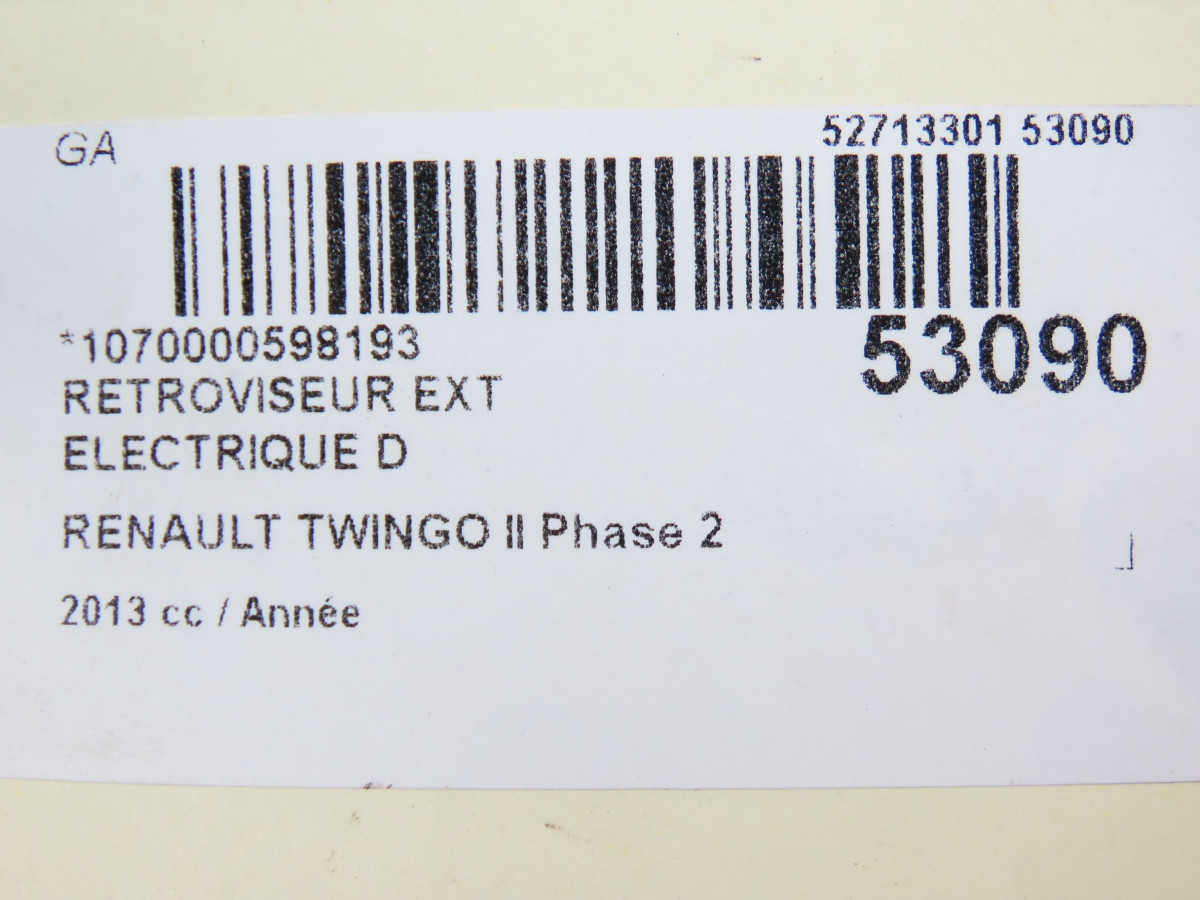 GA
52713301 53090
*1070000598193
53090
RETROVISEUR EXT
ELECTRIQUE D
RENAULT TWINGO II Phase 2
2013 cc / Année